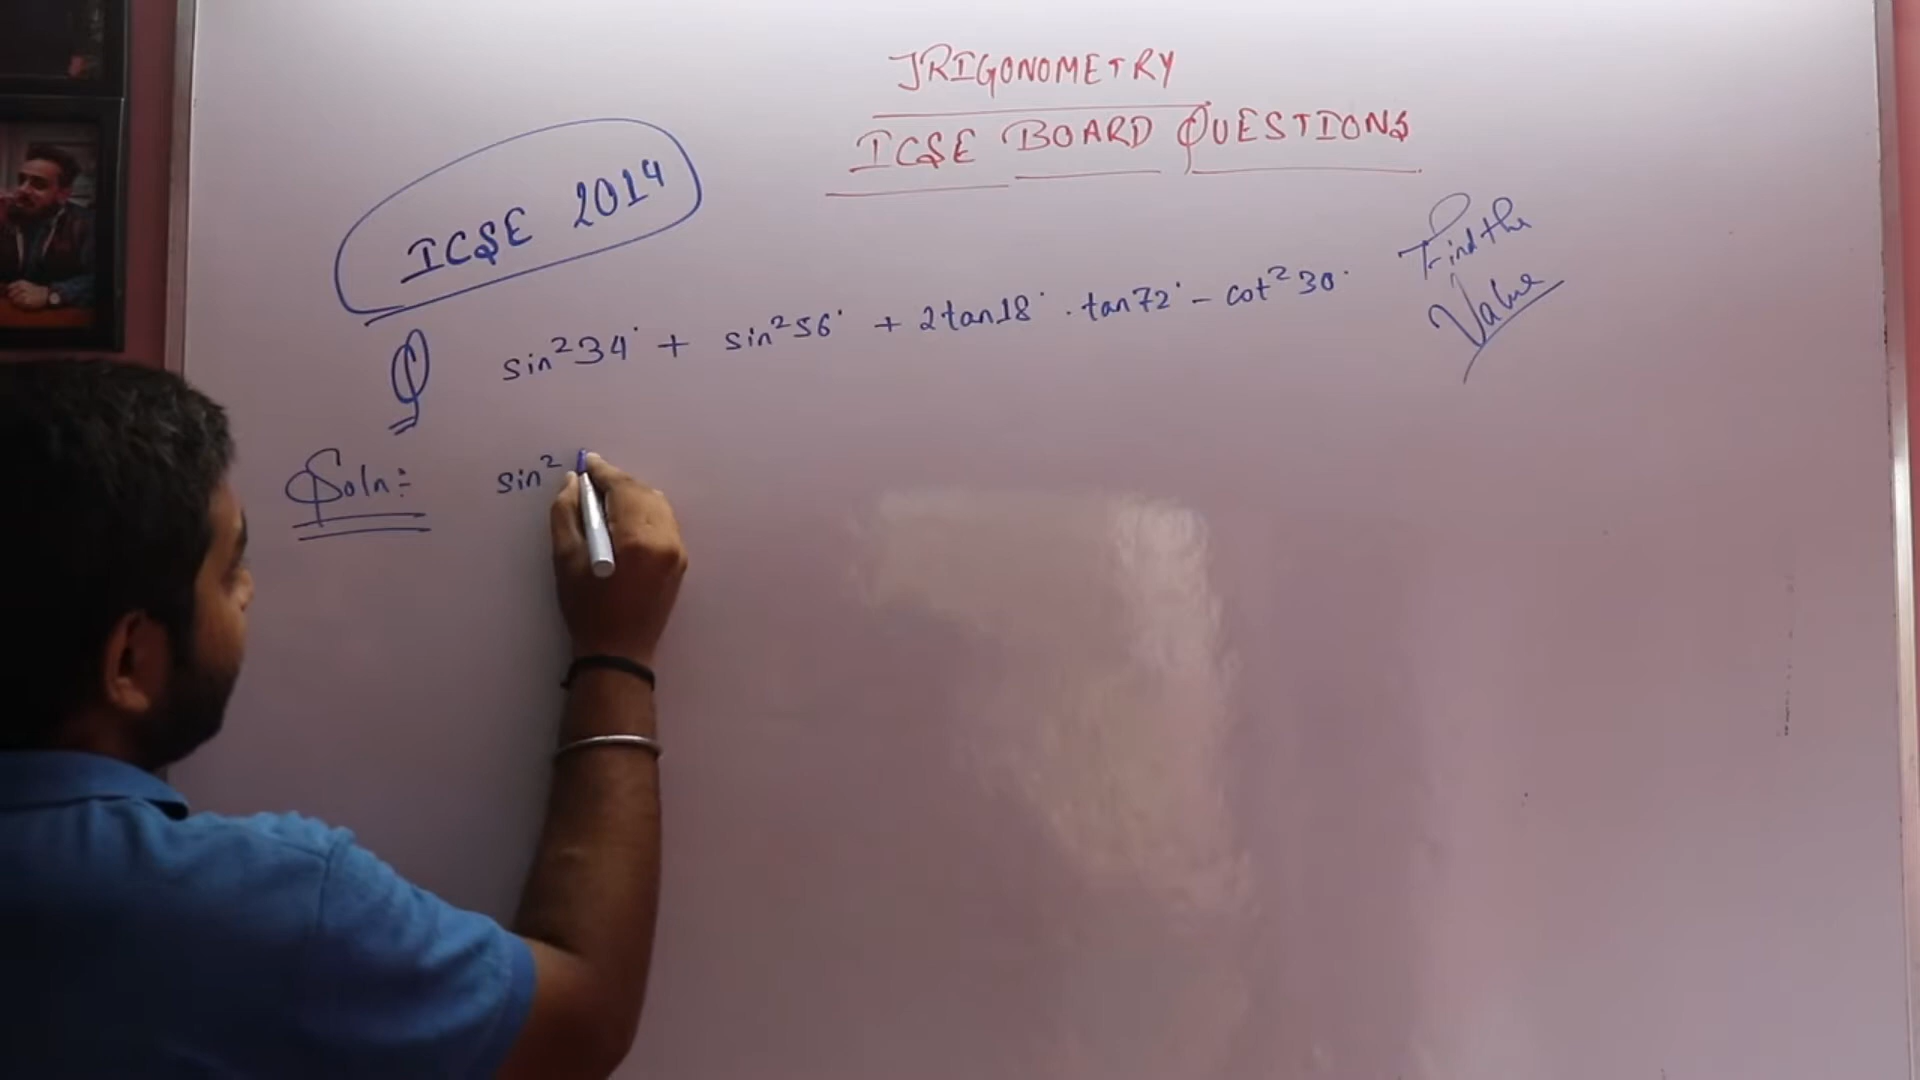 TRIGONOMETRY
ICSE BOARD QUESTIONS
ICSE 2014
Q sin²34° + sin²56° + 2tan18° . tan72° - cot²30°
Find the
Value
Soln:
sin²